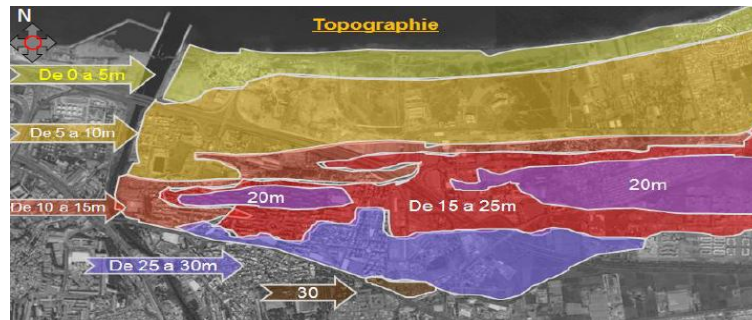 N
Topographie
De 0 a 5m
De 5 a 10m
20m
20m
De 10 a 15m
De 15 a 25m
De 25 a 30m
30